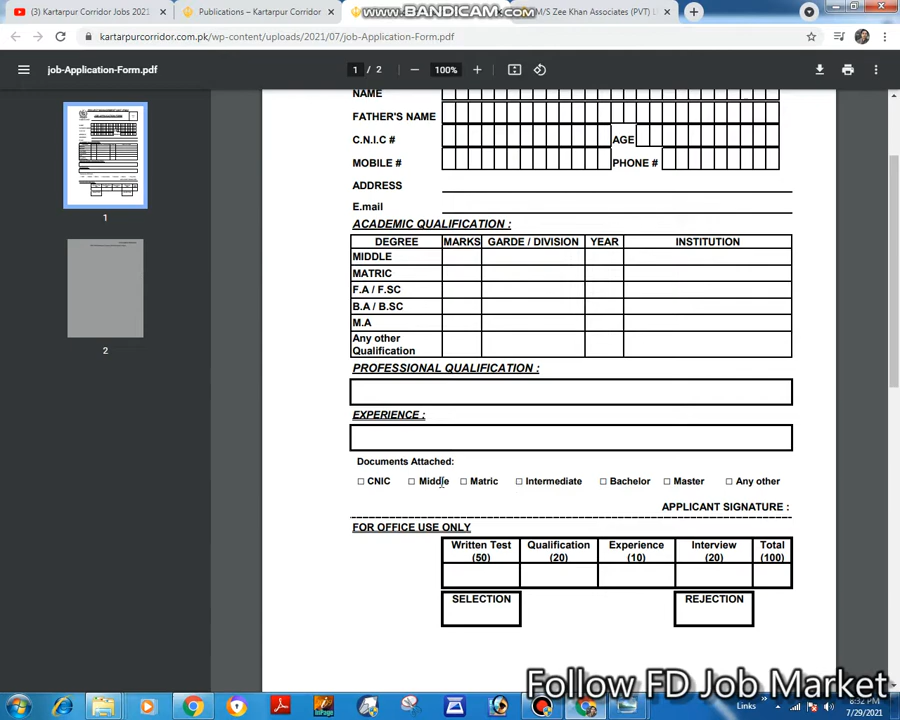 (3) Kartarpur Corridor Jobs 2021
Publications – Kartarpur Corridor
www.BANDICAM.com
M/S Zee Khan Associates (PVT) L
kartarpurcorridor.com.pk/wp-content/uploads/2021/07/job-Application-Form.pdf
job-Application-Form.pdf
1 / 2
100%
1
2
NAME
FATHER'S NAME
C.N.I.C #
AGE
MOBILE #
PHONE #
ADDRESS
E.mail
ACADEMIC QUALIFICATION :
DEGREE MARKS GARDE / DIVISION YEAR INSTITUTION
MIDDLE
MATRIC
F.A / F.SC
B.A / B.SC
M.A
Any other
Qualification
PROFESSIONAL QUALIFICATION :
EXPERIENCE :
Documents Attached:
CNIC Middle Matric Intermediate Bachelor Master Any other
APPLICANT SIGNATURE :
FOR OFFICE USE ONLY
Written Test Qualification Experience Interview Total
(50) (20) (10) (20) (100)
SELECTION
REJECTION
Follow FD Job Market
Links
8:32 PM
7/29/2021